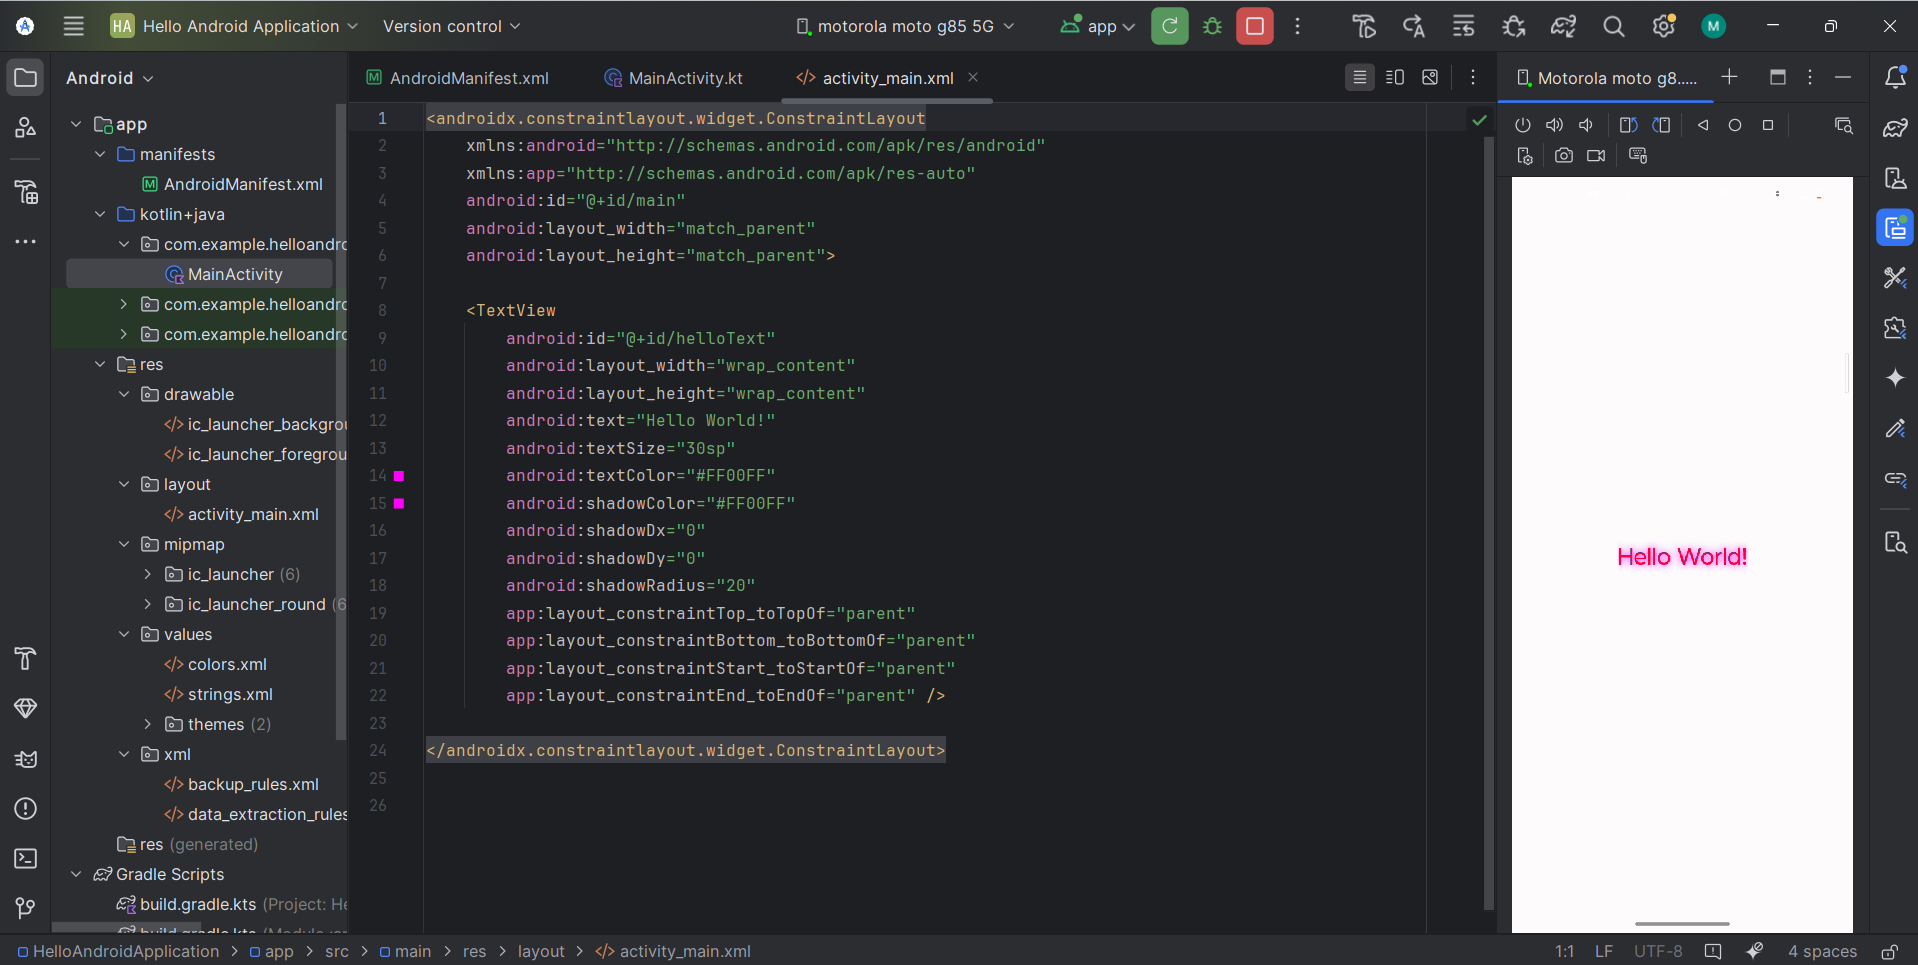 HA Hello Android Application Version control motorola moto g85 5G app M
Android
AndroidManifest.xml MainActivity.kt activity_main.xml
Motorola moto g8.....
app
manifests
AndroidManifest.xml
kotlin+java
com.example.helloandro
MainActivity
com.example.helloandro
com.example.helloandro
res
drawable
ic_launcher_backgrou
ic_launcher_foregrou
layout
activity_main.xml
mipmap
ic_launcher (6)
ic_launcher_round (6
values
colors.xml
strings.xml
themes (2)
xml
backup_rules.xml
data_extraction_rules
res (generated)
Gradle Scripts
build.gradle.kts (Project: He
1 <androidx.constraintlayout.widget.ConstraintLayout
2 xmlns:android="http://schemas.android.com/apk/res/android"
3 xmlns:app="http://schemas.android.com/apk/res-auto"
4 android:id="@+id/main"
5 android:layout_width="match_parent"
6 android:layout_height="match_parent">
7
8 <TextView
9 android:id="@+id/helloText"
10 android:layout_width="wrap_content"
11 android:layout_height="wrap_content"
12 android:text="Hello World!"
13 android:textSize="30sp"
14 android:textColor="#FF00FF"
15 android:shadowColor="#FF00FF"
16 android:shadowDx="0"
17 android:shadowDy="0"
18 android:shadowRadius="20"
19 app:layout_constraintTop_toTopOf="parent"
20 app:layout_constraintBottom_toBottomOf="parent"
21 app:layout_constraintStart_toStartOf="parent"
22 app:layout_constraintEnd_toEndOf="parent" />
23
24 </androidx.constraintlayout.widget.ConstraintLayout>
25
26
Hello World!
HelloAndroidApplication > app > src > main > res > layout > activity_main.xml
1:1 LF UTF-8 4 spaces